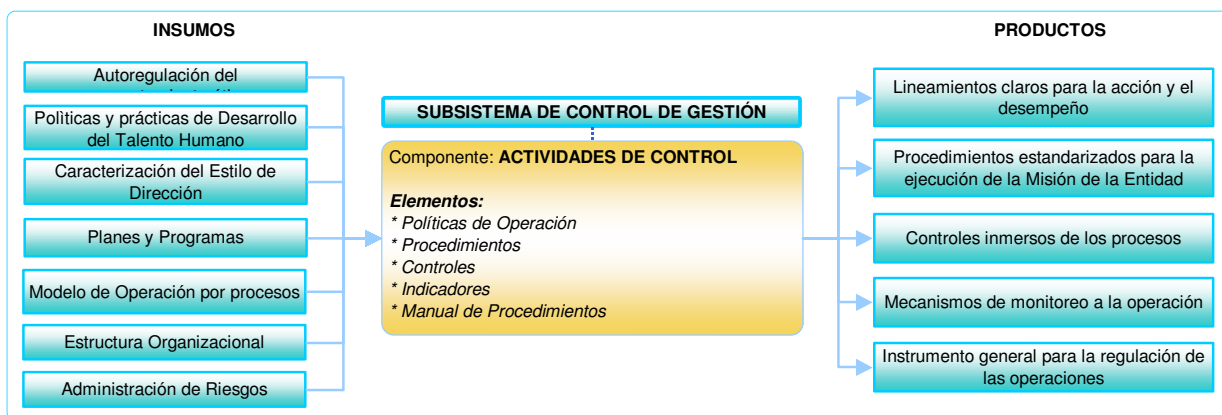 INSUMOS
Autoregulación del
Polìticas y prácticas de Desarrollo
del Talento Humano
Caracterización del Estilo de
Dirección
Planes y Programas
Modelo de Operación por procesos
Estructura Organizacional
Administración de Riesgos
SUBSISTEMA DE CONTROL DE GESTIÓN
Componente: ACTIVIDADES DE CONTROL
Elementos:
* Políticas de Operación
* Procedimientos
* Controles
* Indicadores
* Manual de Procedimientos
PRODUCTOS
Lineamientos claros para la acción y el
desempeño
Procedimientos estandarizados para la
ejecución de la Misión de la Entidad
Controles inmersos de los procesos
Mecanismos de monitoreo a la operación
Instrumento general para la regulación de
las operaciones